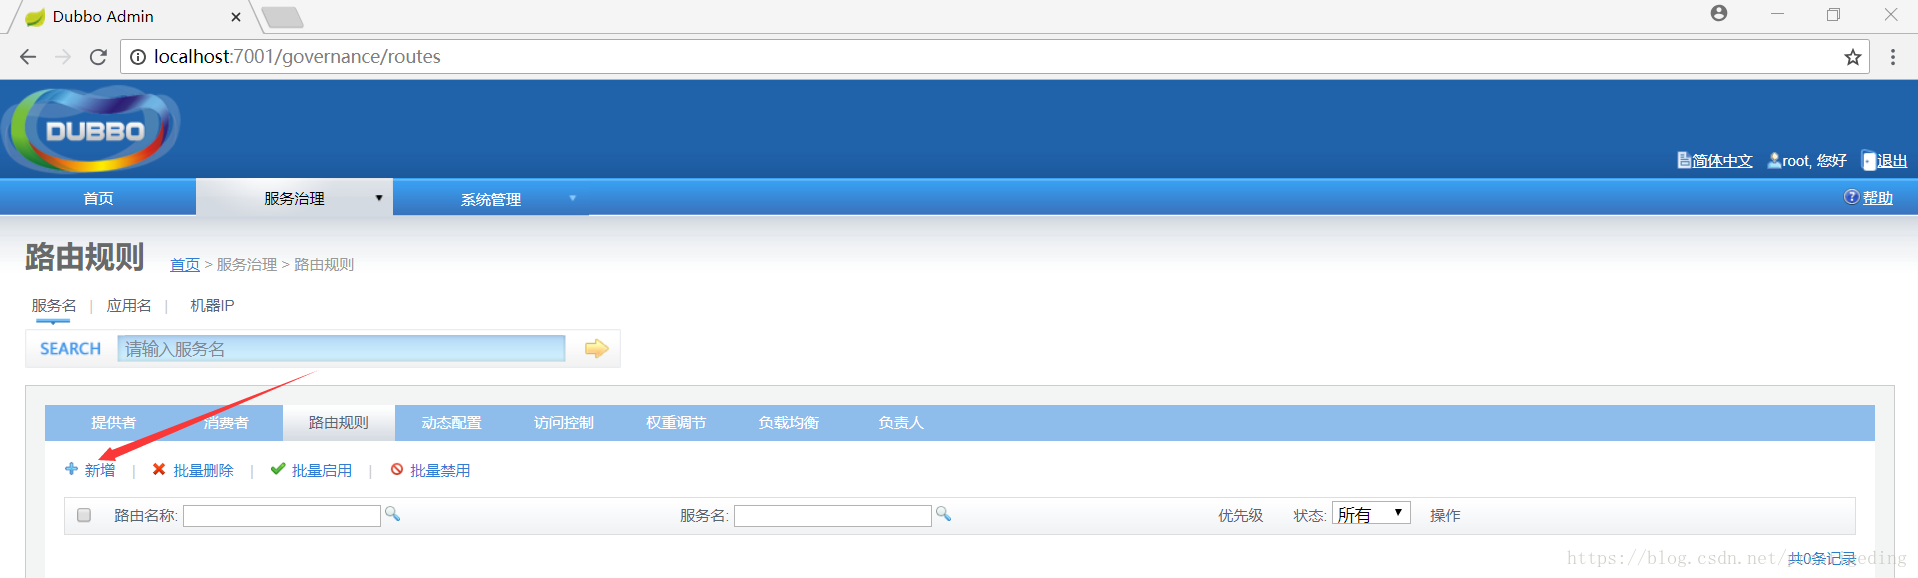 Dubbo Admin
localhost:7001/governance/routes
DUBBO
简体中文 root, 您好 退出
首页 服务治理 系统管理 帮助
路由规则 首页 > 服务治理 > 路由规则
服务名 | 应用名 | 机器IP
SEARCH 请输入服务名
提供者 消费者 路由规则 动态配置 访问控制 权重调节 负载均衡 负责人
新增 | 批量删除 | 批量启用 | 批量禁用
路由名称: 服务名: 优先级 状态: 所有 操作
共0条记录
https://blog.csdn.net/